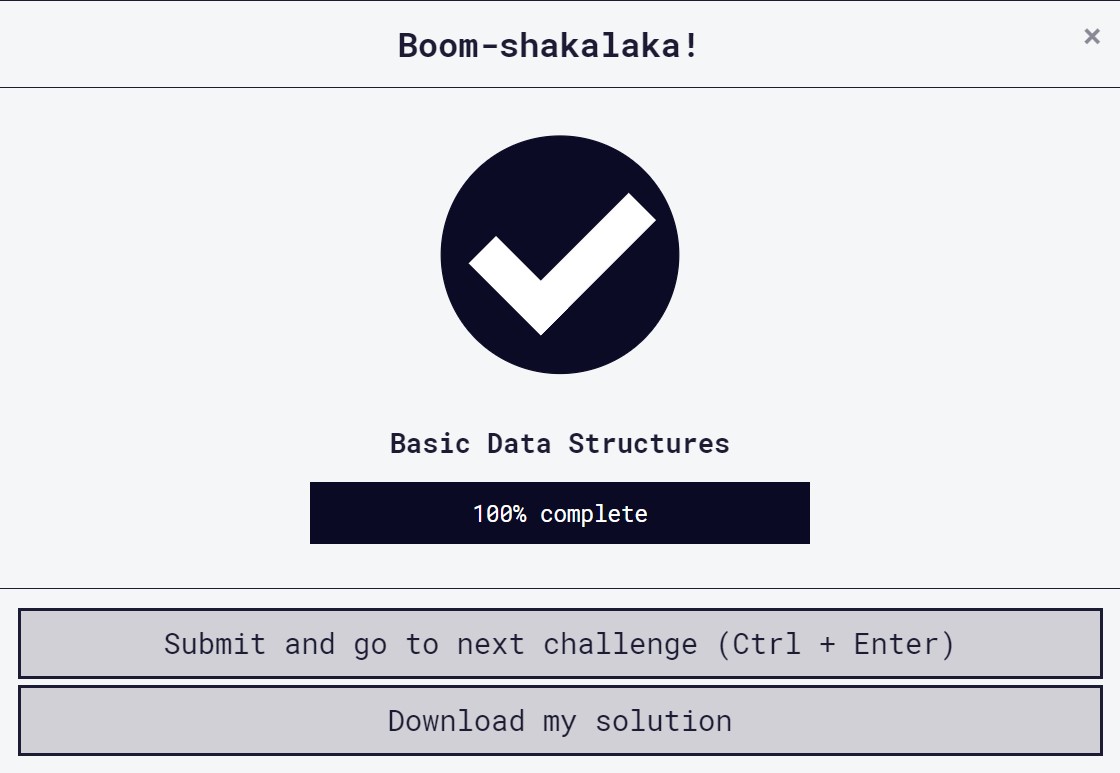 Boom-shakalaka!
×
Basic Data Structures
100% complete
Submit and go to next challenge (Ctrl + Enter)
Download my solution